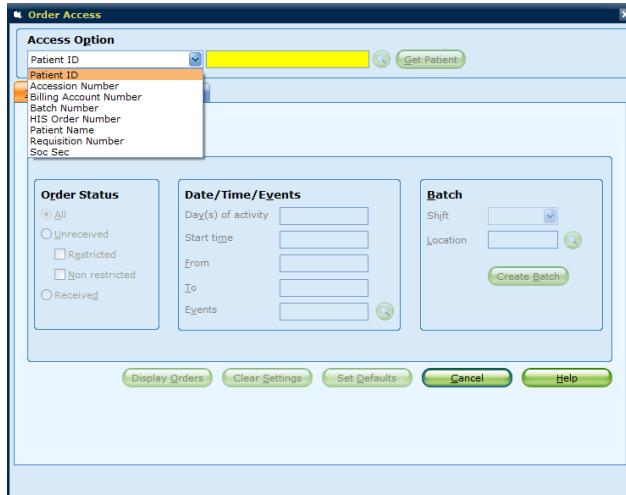 Order Access
Access Option
Patient ID
Get Patient
Patient ID
Accession Number
Billing Account Number
Batch Number
HIS Order Number
Patient Name
Requisition Number
Soc Sec
Order Status
All
Unreceived
Restricted
Non restricted
Received
Date/Time/Events
Day(s) of activity
Start time
From
To
Events
Batch
Shift
Location
Create Batch
Display Orders
Clear Settings
Set Defaults
Cancel
Help